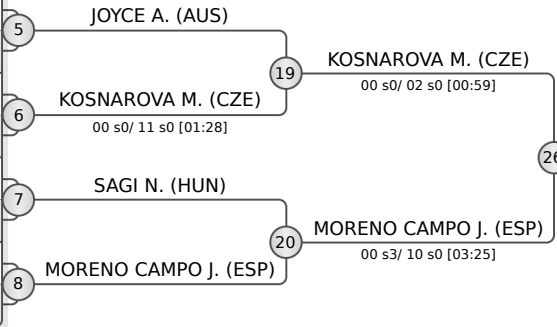 JOYCE A. (AUS)
5
KOSNAROVA M. (CZE)
19
00 s0/ 02 s0 [00:59]
KOSNAROVA M. (CZE)
6
00 s0/ 11 s0 [01:28]
26
SAGI N. (HUN)
7
MORENO CAMPO J. (ESP)
20
00 s3/ 10 s0 [03:25]
MORENO CAMPO J. (ESP)
8